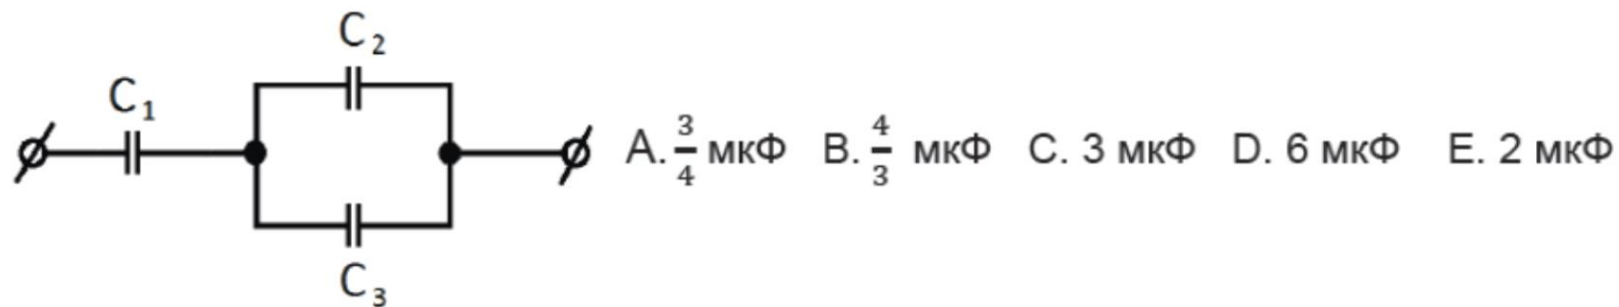 C₂
C₁
A. 3/4 мкФ B. 4/3 мкФ C. 3 мкФ D. 6 мкФ E. 2 мкФ
C₃